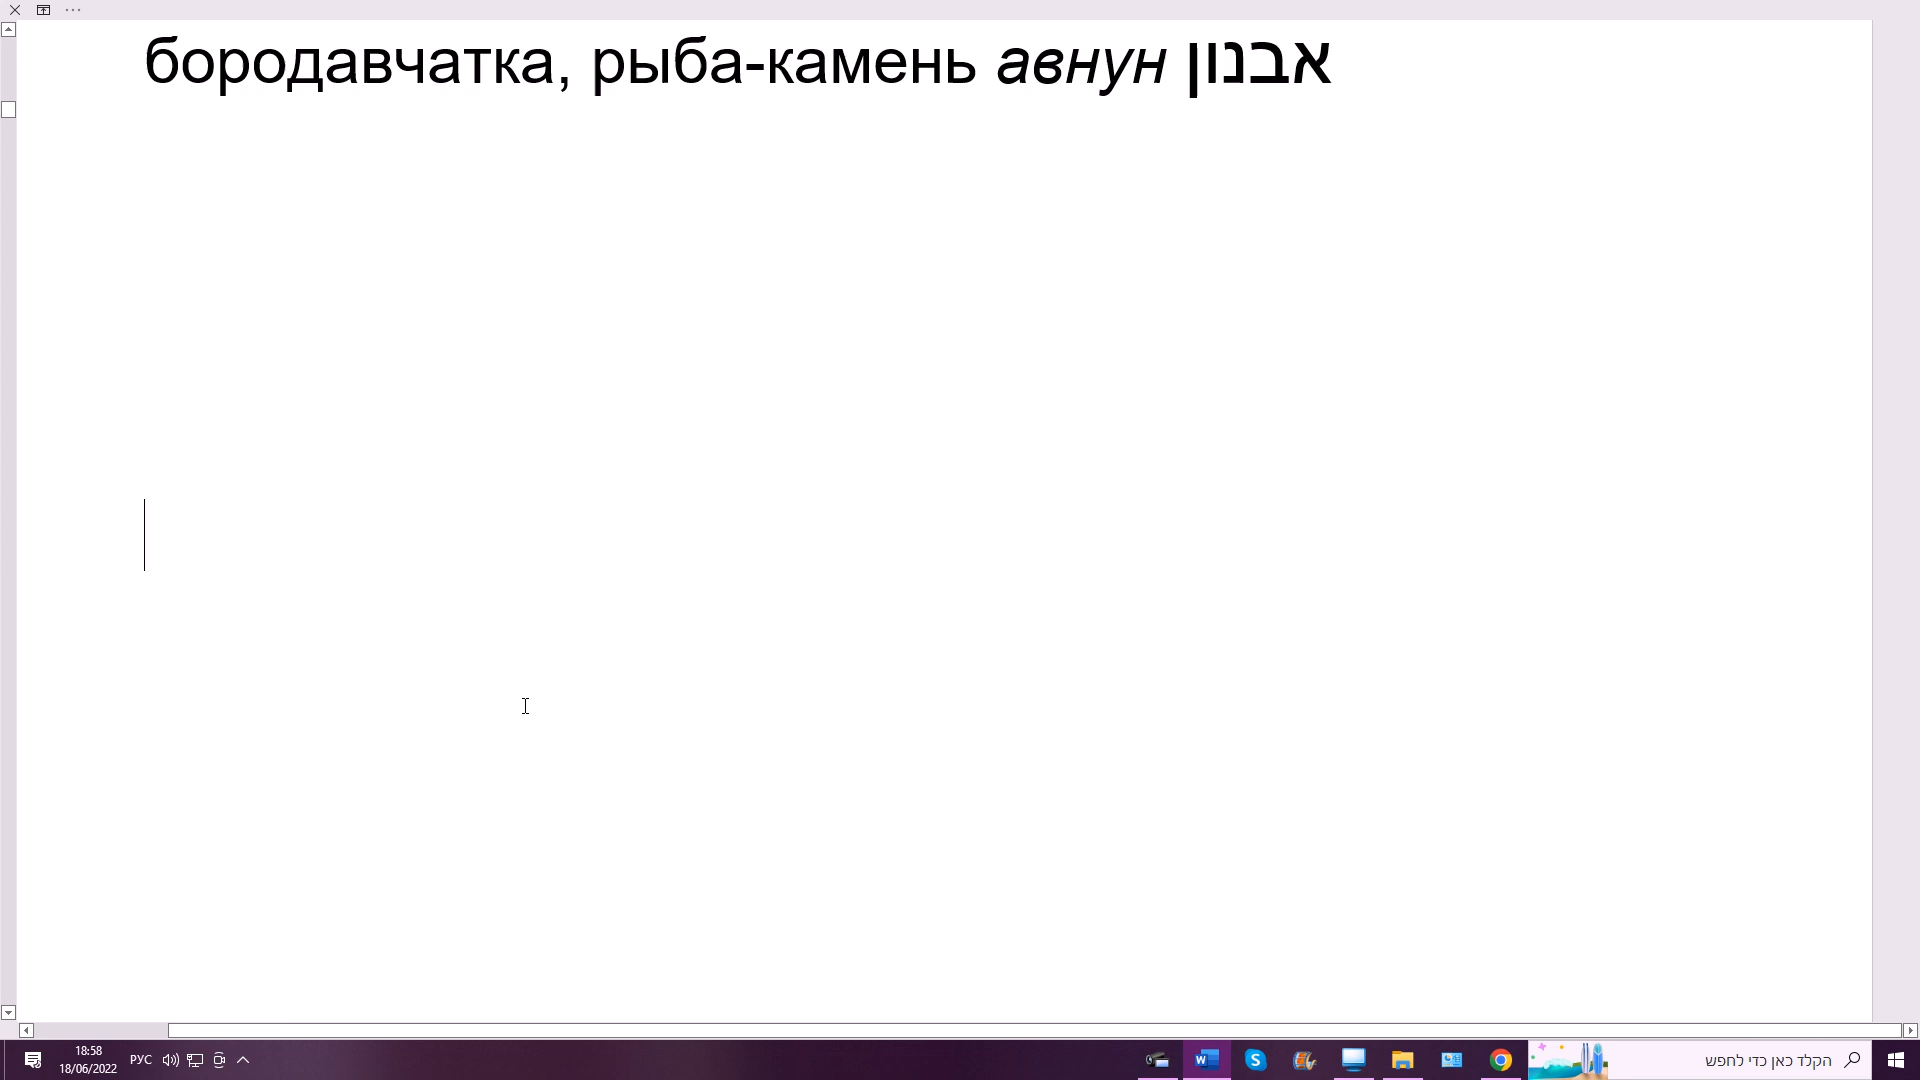 бородавчатка, рыба-камень авнун אבנון
18:58
18/06/2022
РУС
הקלד כאן כדי לחפש